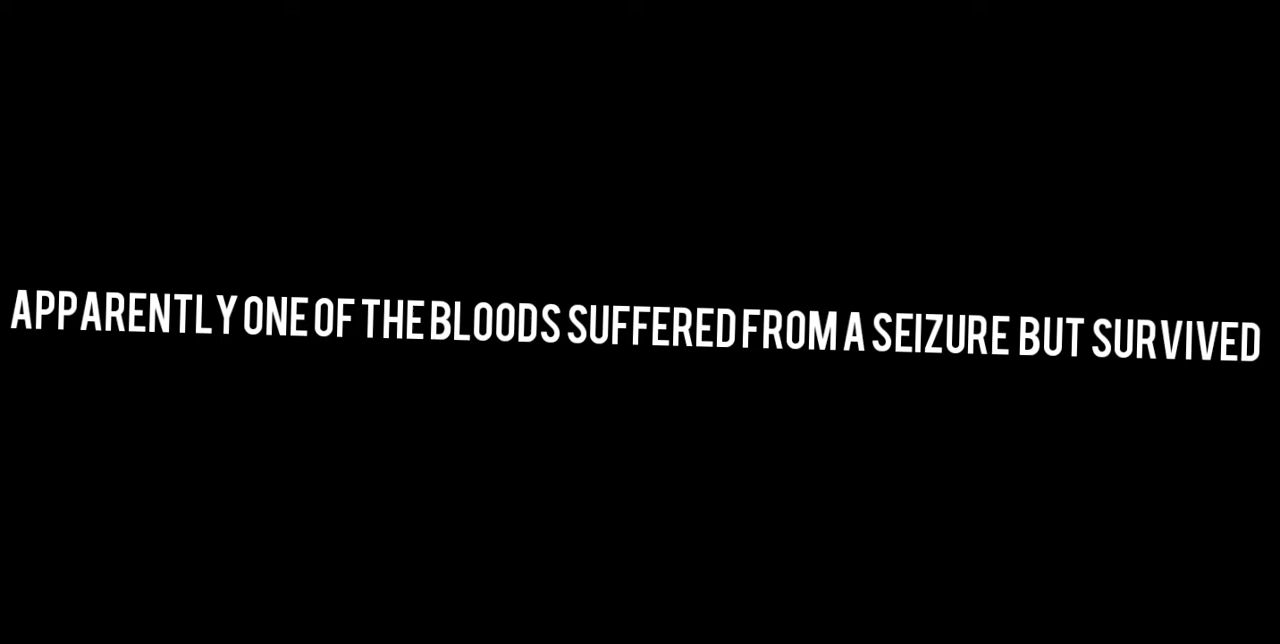 APPARENTLY ONE OF THE BLOODS SUFFERED FROM A SEIZURE BUT SURVIVED